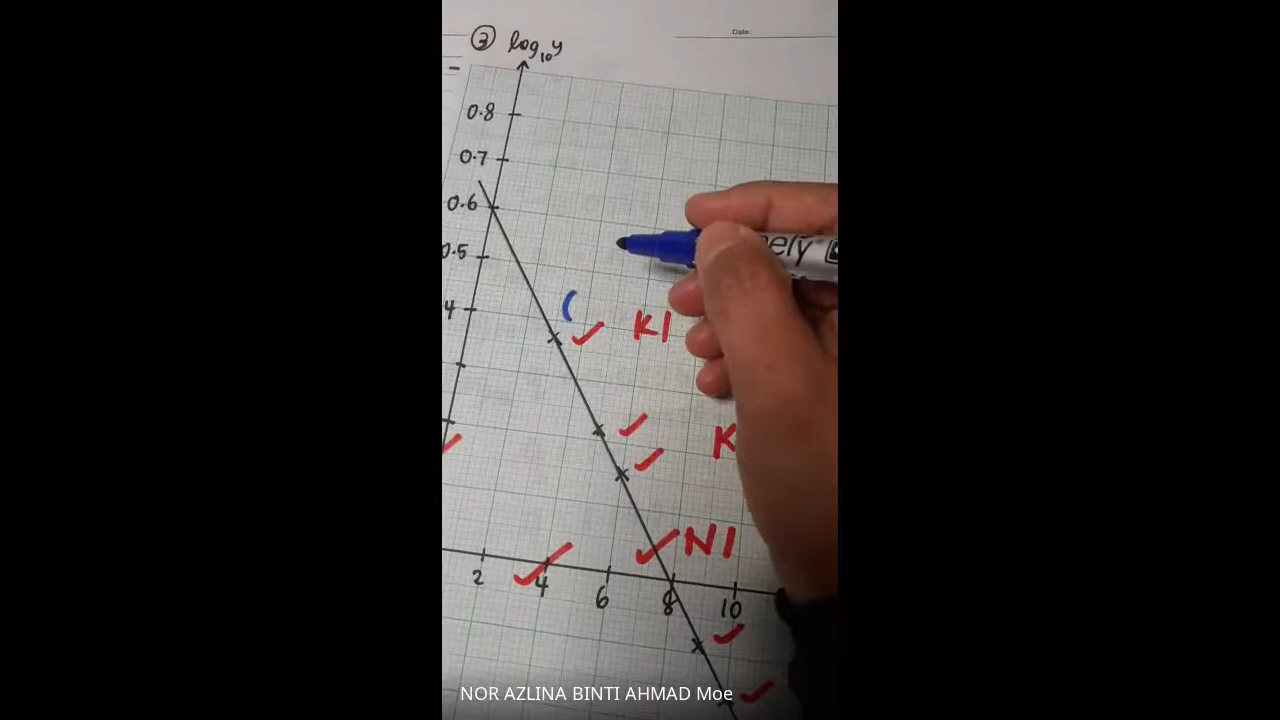 Date:
③ log₁₀y
0.8
0.7
0.6
0.5
4
(
K1
K
N1
2 4 6 8 10
NOR AZLINA BINTI AHMAD Moe